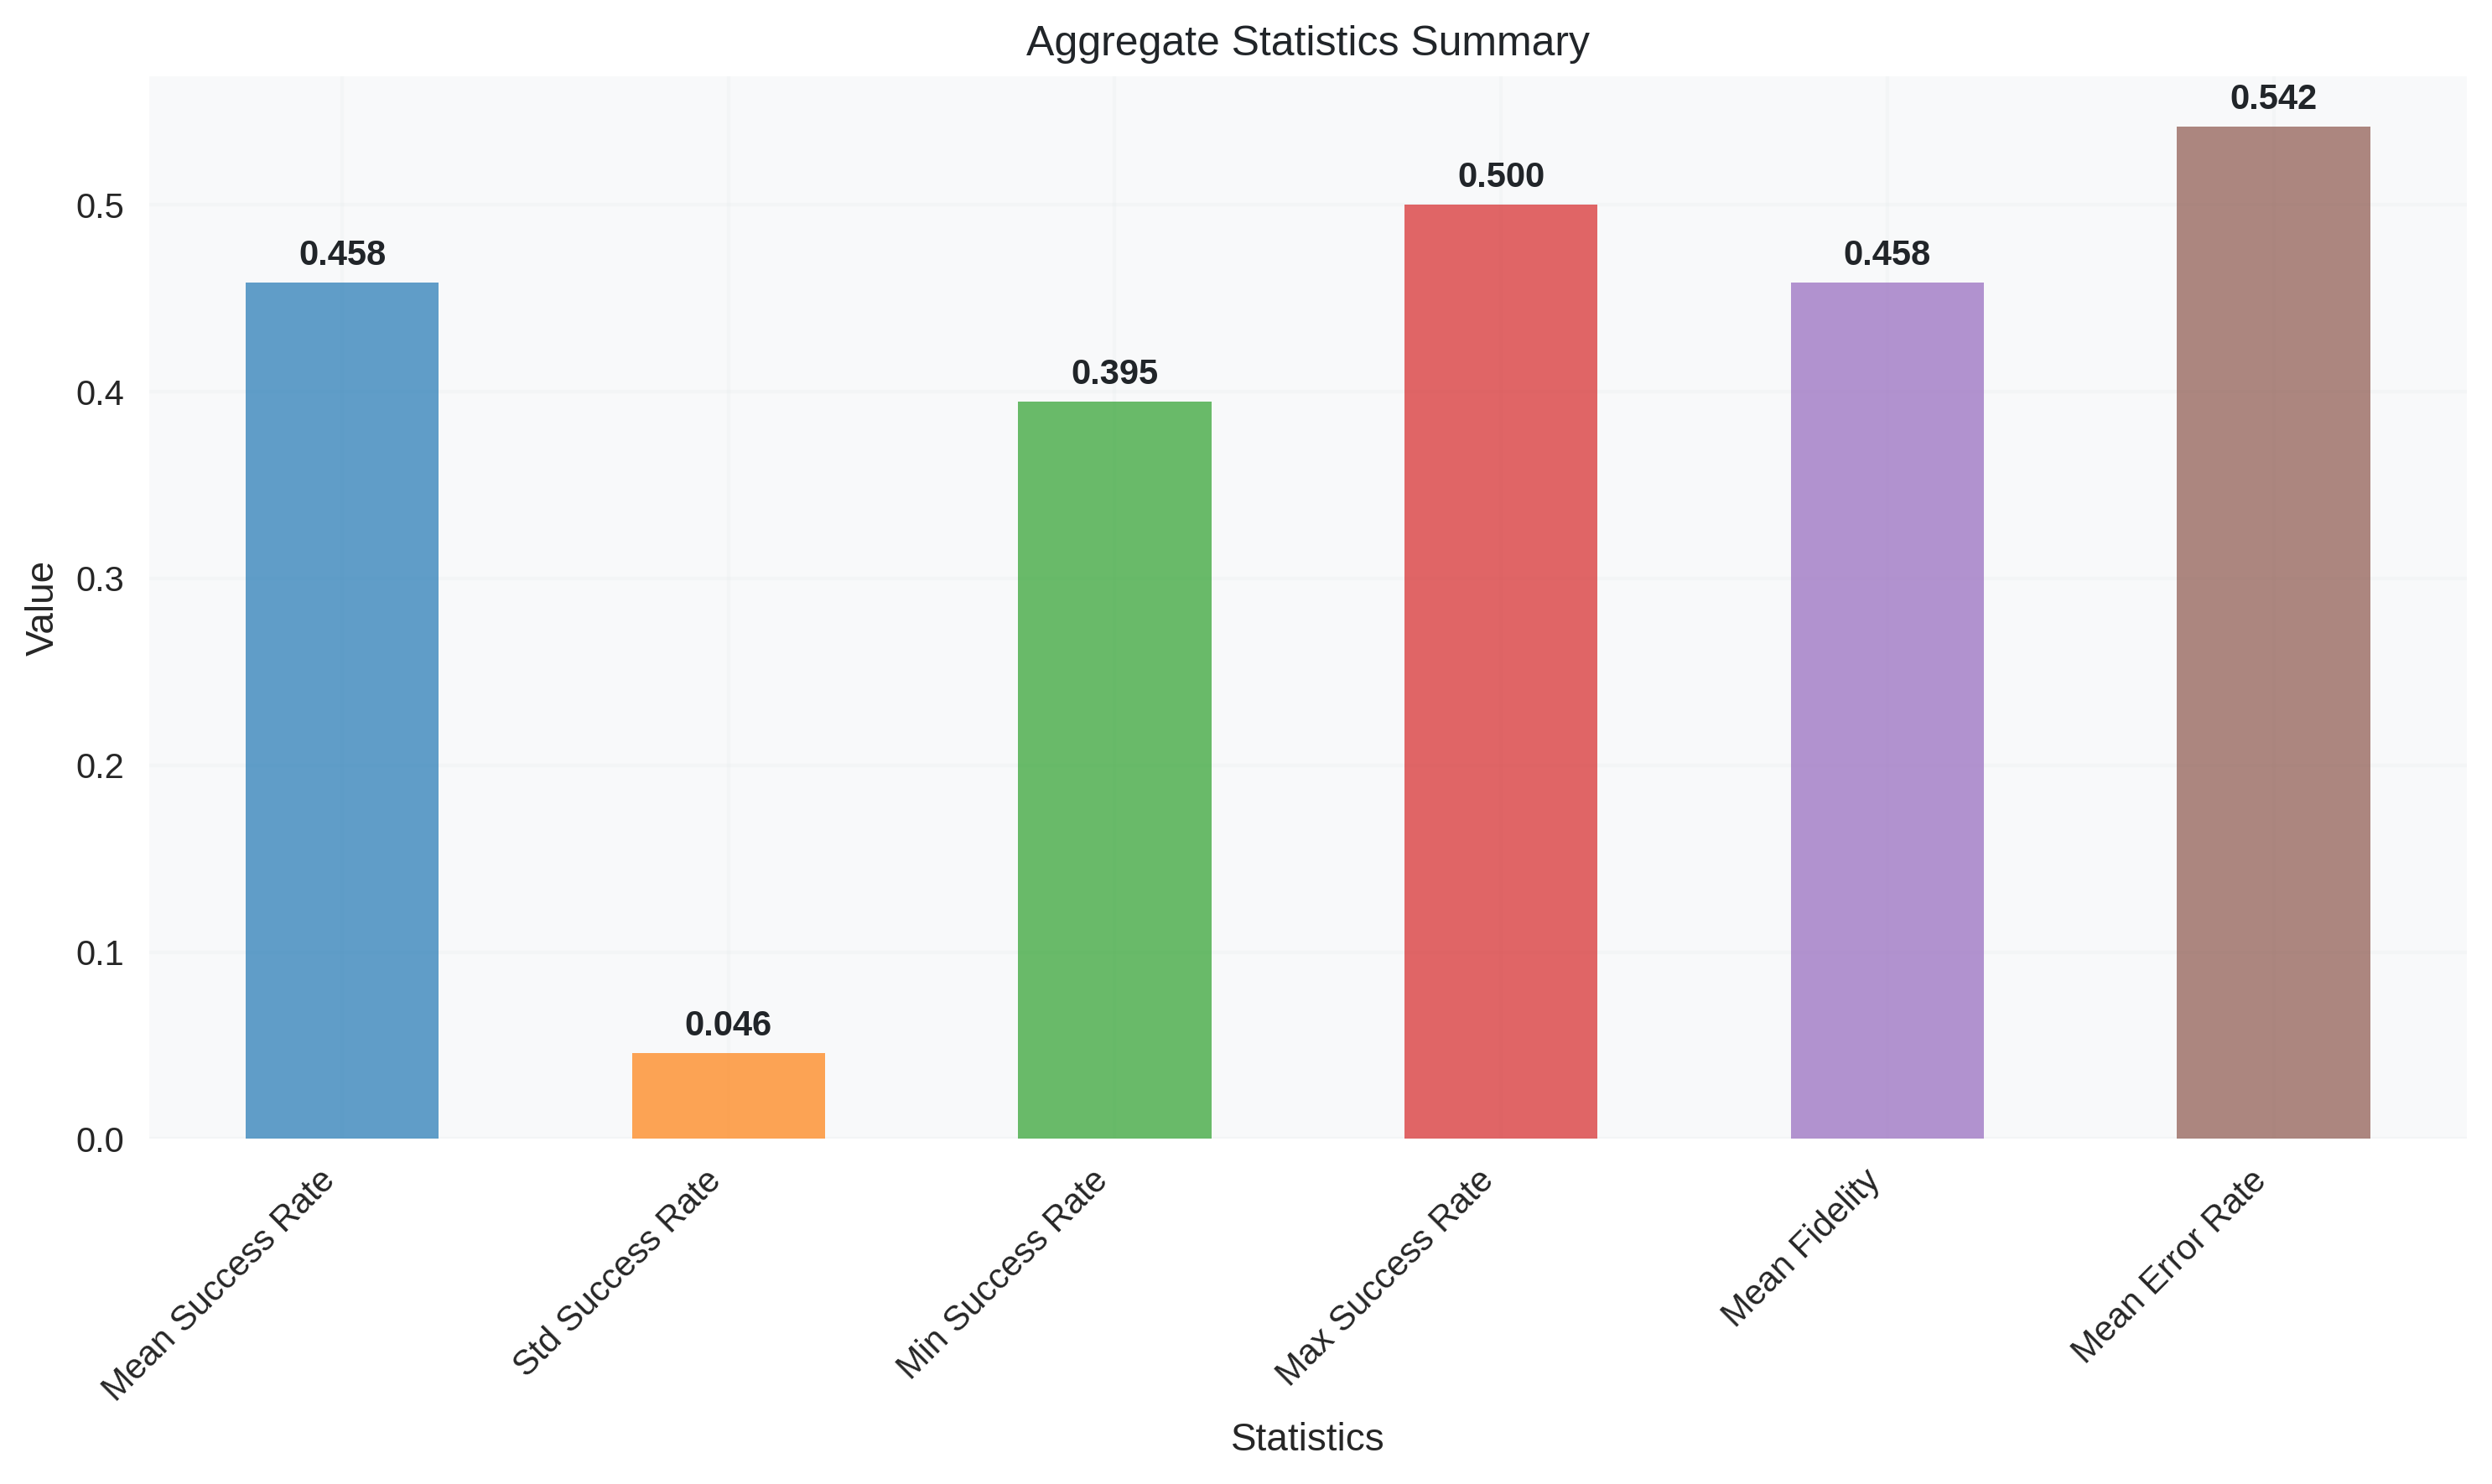 Aggregate Statistics Summary
0.542
0.500
0.458
0.458
0.395
0.046
0.5
0.4
0.3
0.2
0.1
0.0
Value
Mean Success Rate
Std Success Rate
Min Success Rate
Max Success Rate
Mean Fidelity
Mean Error Rate
Statistics